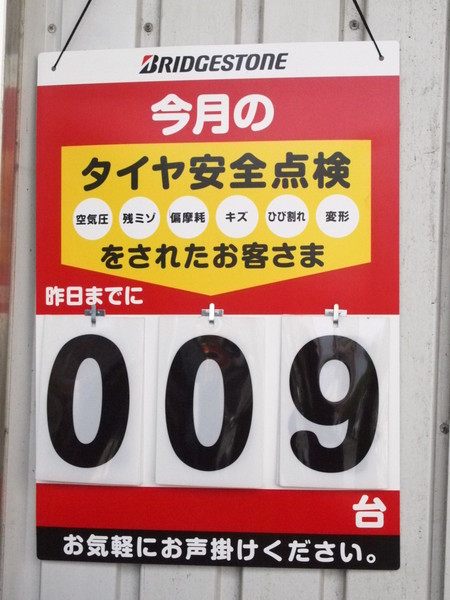 BRIDGESTONE
今月の
タイヤ安全点検
空気圧 残ミゾ 偏摩耗 キズ ひび割れ 変形
をされたお客さま
昨日までに
009
台
お気軽にお声掛けください。